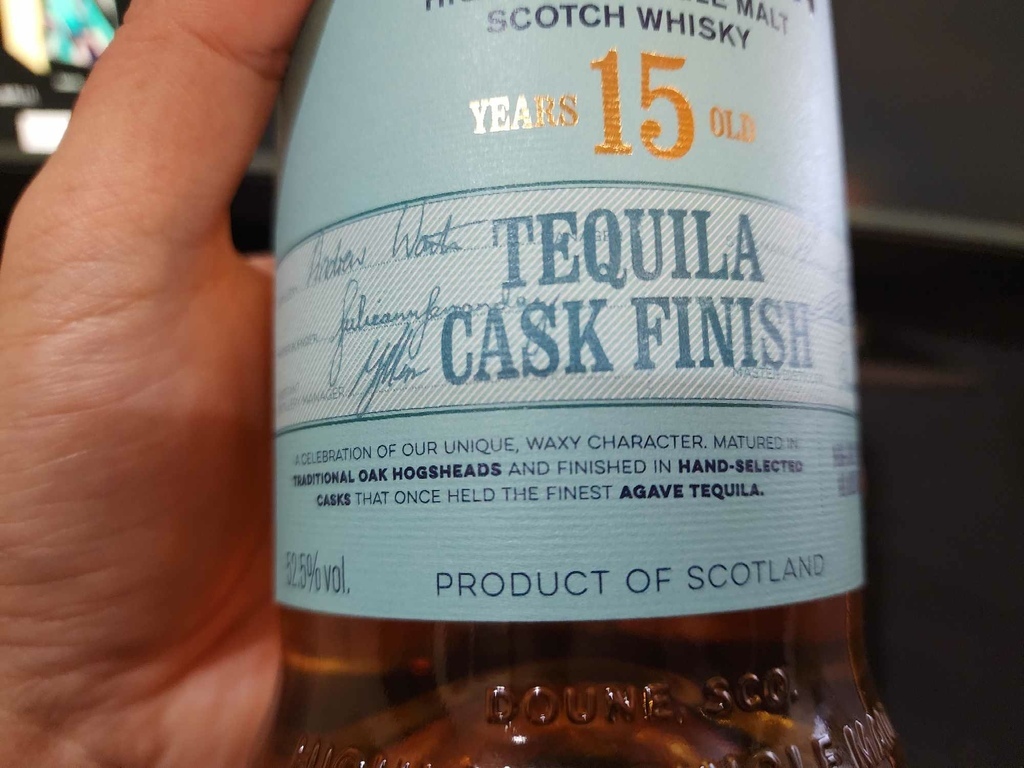 MALT
SCOTCH WHISKY
YEARS 15 OLD
TEQUILA
CASK FINISH
MANAGER
A CELEBRATION OF OUR UNIQUE, WAXY CHARACTER. MATURED IN
TRADITIONAL OAK HOGSHEADS AND FINISHED IN HAND-SELECTED
CASKS THAT ONCE HELD THE FINEST AGAVE TEQUILA.
52.5% vol.
PRODUCT OF SCOTLAND
DOUNE, SCO.